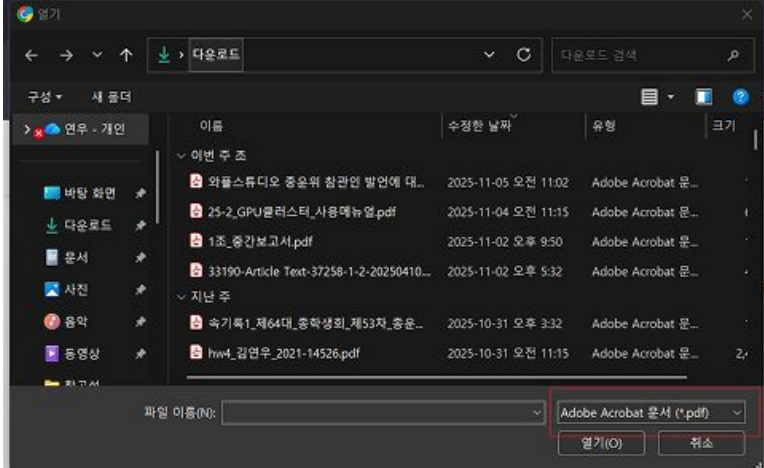 열기
다운로드
다운로드 검색
구성
새 폴더
연우 - 개인
이름
수정한 날짜
유형
크기
이번 주 초
바탕 화면
다운로드
문서
사진
음악
동영상
와플스튜디오 중운위 참관인 발언에 대... 2025-11-05 오전 11:02 Adobe Acrobat 문...
25-2_GPU클러스터_사용메뉴얼.pdf 2025-11-04 오전 11:15 Adobe Acrobat 문...
1조_중간보고서.pdf 2025-11-02 오후 9:50 Adobe Acrobat 문...
33190-Article Text-37258-1-2-20250410... 2025-11-02 오후 5:32 Adobe Acrobat 문...
지난 주
속기록1_제64대_총학생회_제53차_총운... 2025-10-31 오후 3:32 Adobe Acrobat 문...
hw4_김연우_2021-14526.pdf 2025-10-31 오전 11:15 Adobe Acrobat 문... 2,
파일 이름(N):
Adobe Acrobat 문서 (*.pdf)
열기(O)
취소